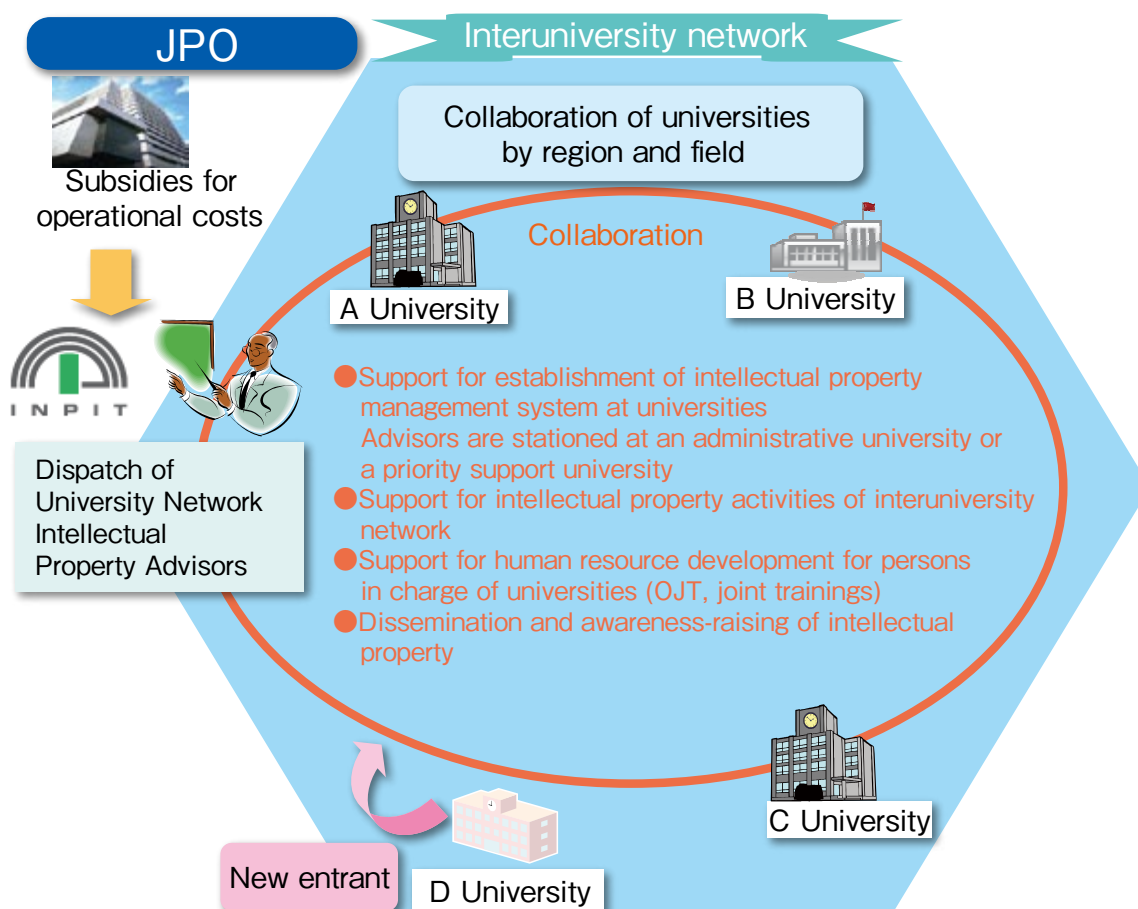 JPO
Interuniversity network
Collaboration of universities
by region and field
Subsidies for
operational costs
Collaboration
A University
B University
INPIT
Dispatch of
University Network
Intellectual
Property Advisors
●Support for establishment of intellectual property
management system at universities
Advisors are stationed at an administrative university or
a priority support university
●Support for intellectual property activities of interuniversity
network
●Support for human resource development for persons
in charge of universities (OJT, joint trainings)
●Dissemination and awareness-raising of intellectual
property
C University
New entrant
D University